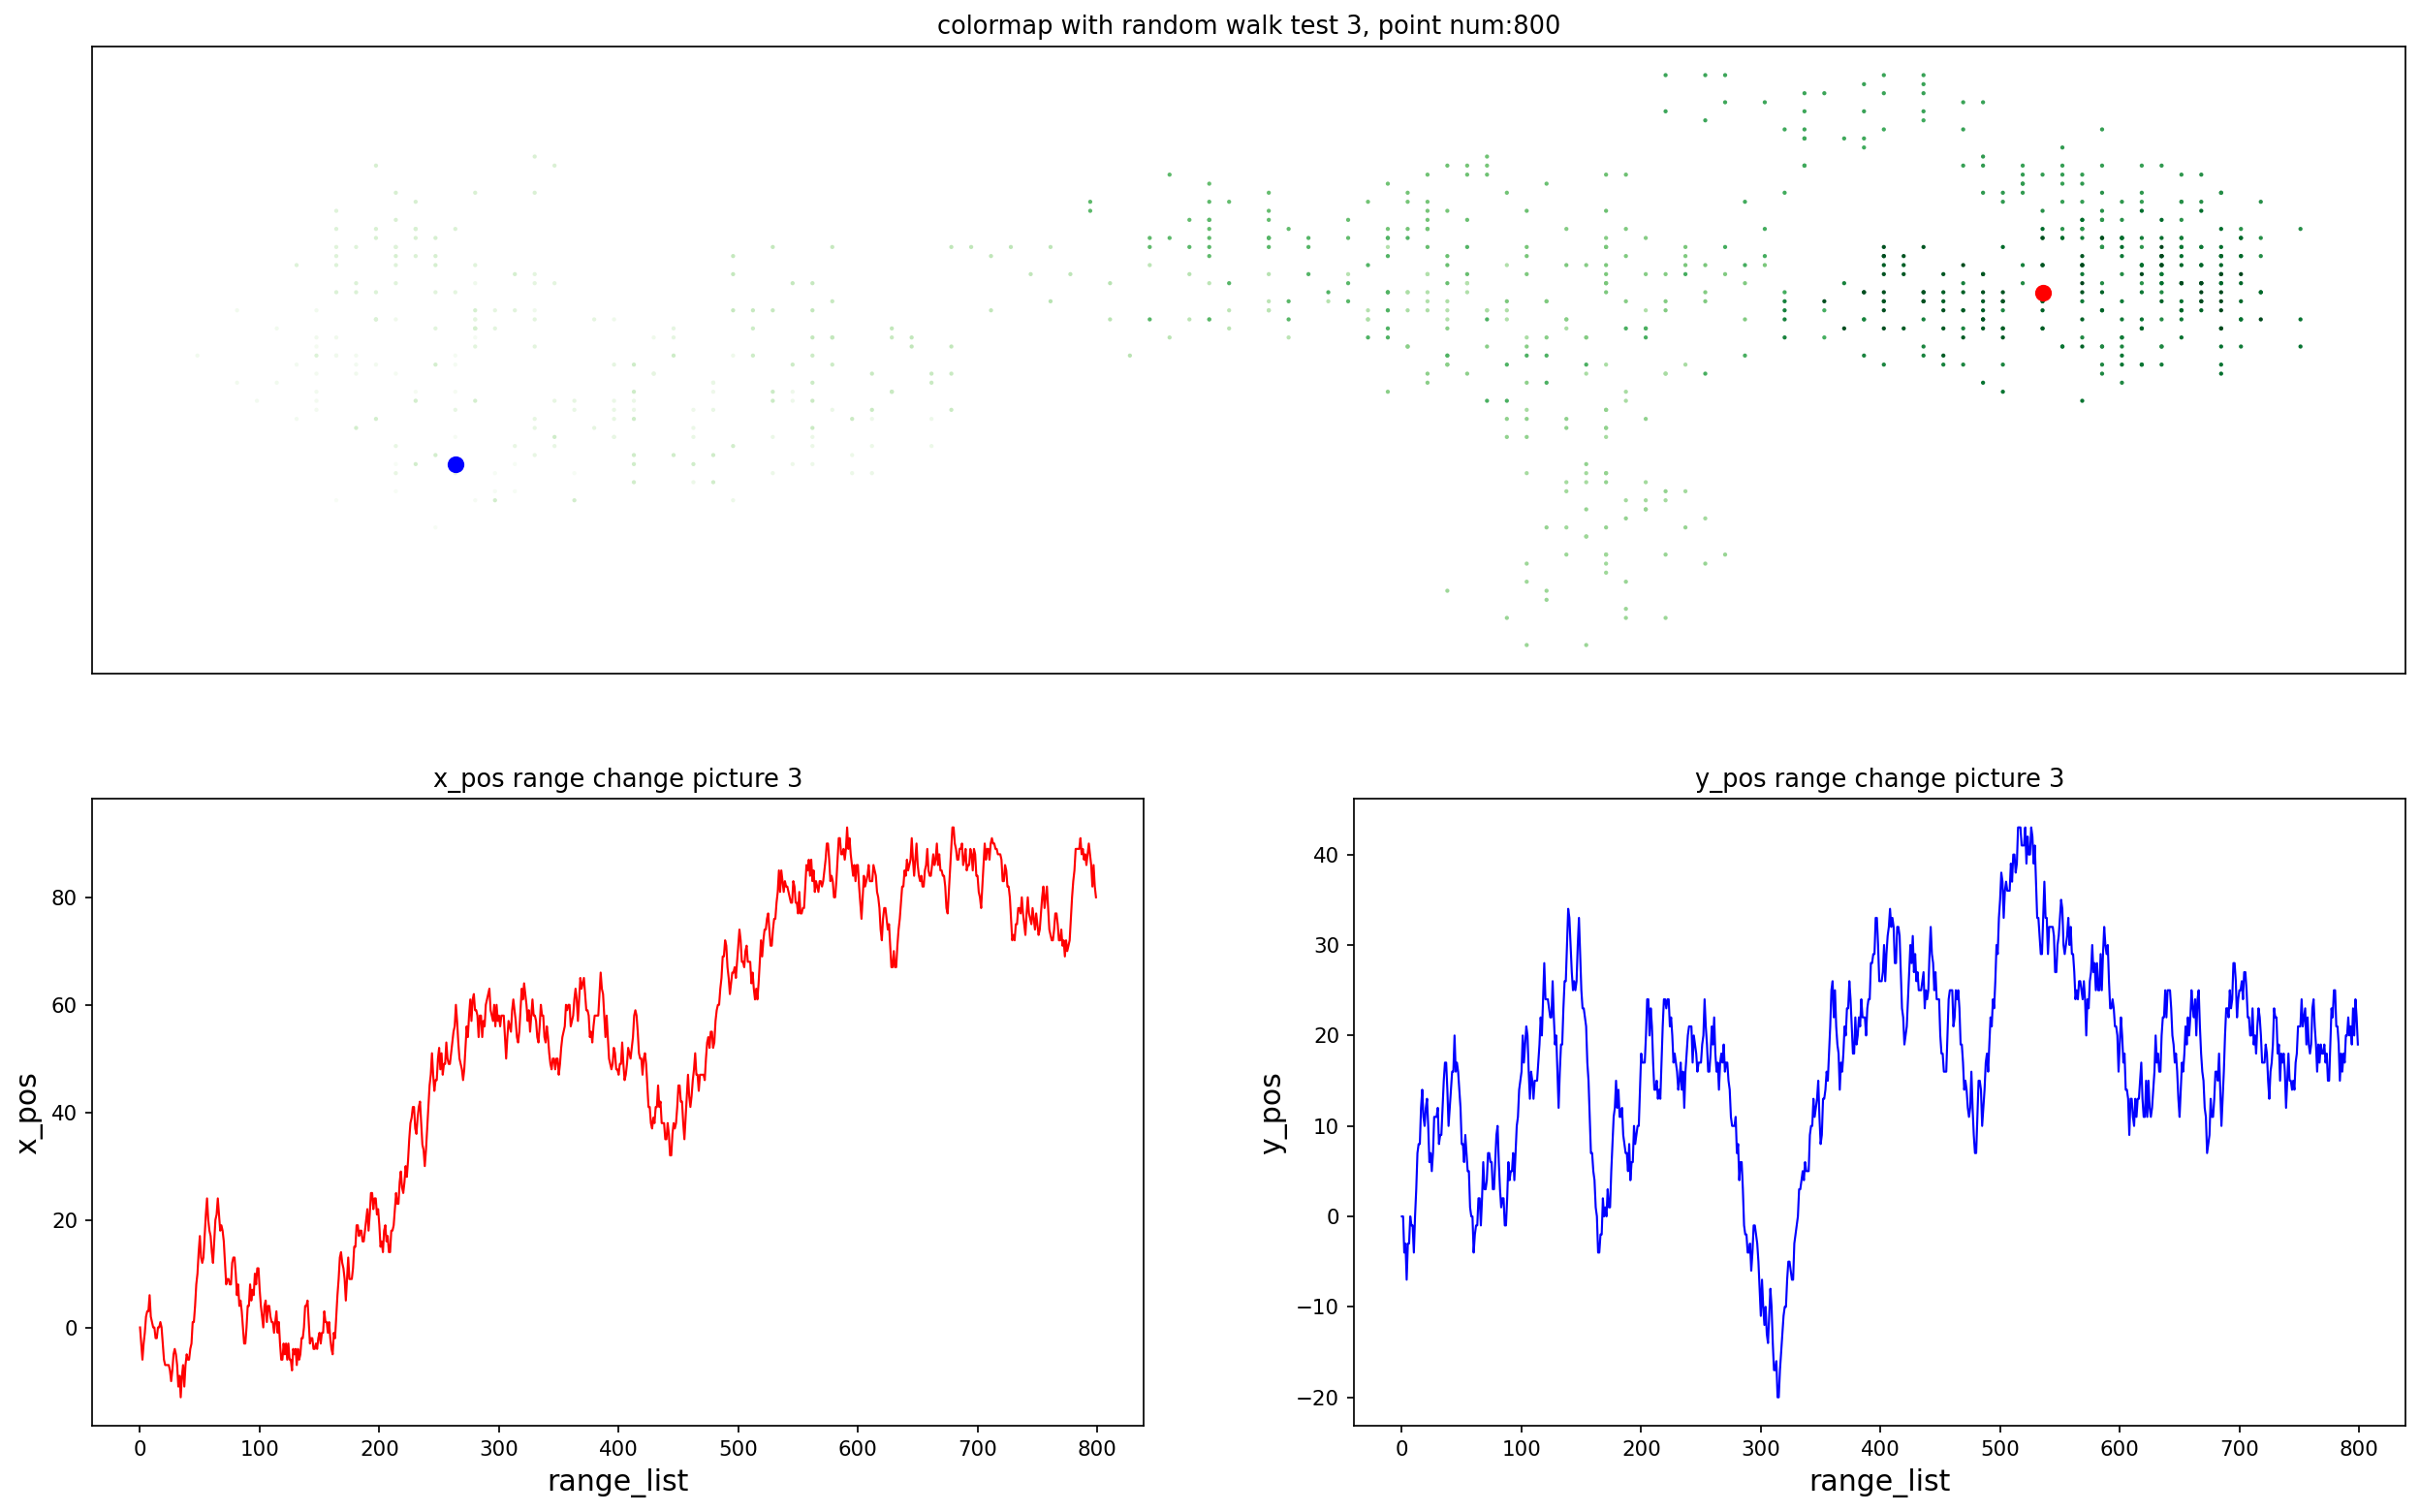 colormap with random walk test 3, point num:800
x_pos range change picture 3
x_pos
80
60
40
20
0
0 100 200 300 400 500 600 700 800
range_list
y_pos range change picture 3
y_pos
40
30
20
10
0
−10
−20
0 100 200 300 400 500 600 700 800
range_list